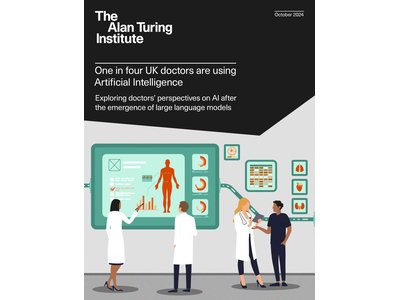 The
Alan Turing
Institute
October 2024
One in four UK doctors are using
Artificial Intelligence
Exploring doctors' perspectives on AI after
the emergence of large language models